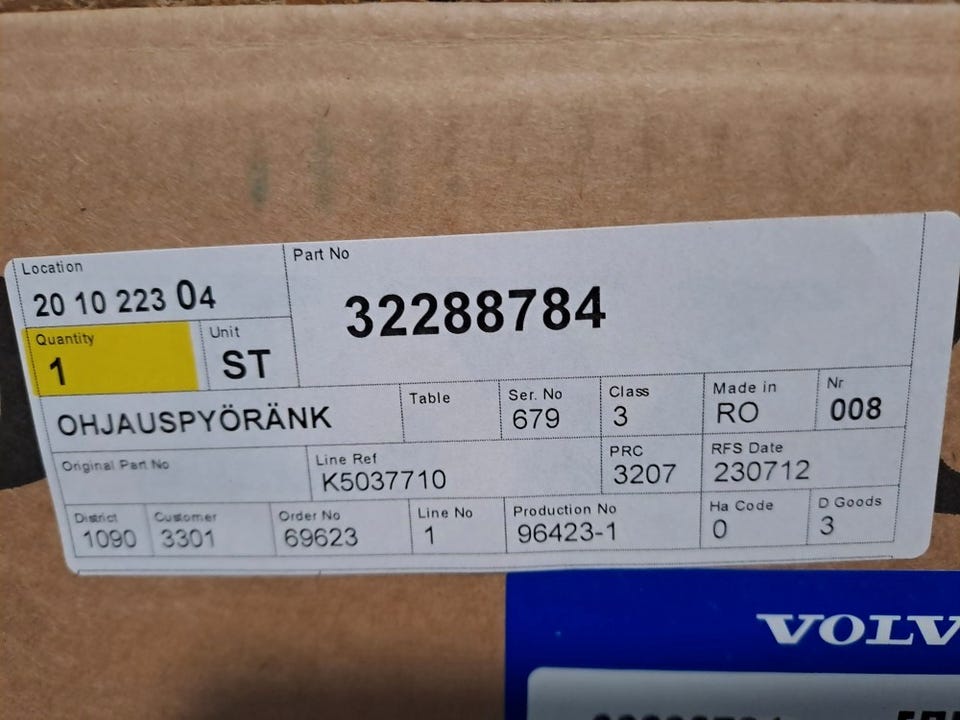 Location
20 10 223 04
Part No
32288784
Quantity
1
Unit
ST
OHJAUSPYÖRÄNK
Table
Ser. No
679
Class
3
Made in
RO
Nr
008
Original Part No
Line Ref
K5037710
PRC
3207
RFS Date
230712
District
1090
Customer
3301
Order No
69623
Line No
1
Production No
96423-1
Ha Code
0
D Goods
3
VOLV